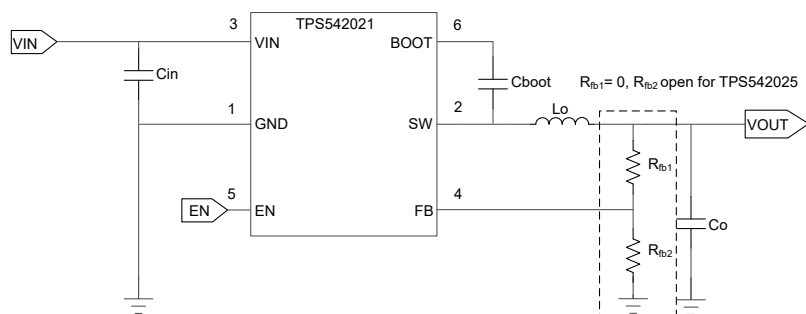 TPS542021
3
6
VIN
VIN
BOOT
Cin
Cboot
Rfb1= 0, Rfb2 open for TPS542025
1
2
Lo
GND
SW
VOUT
Rfb1
5
4
EN
EN
FB
Co
Rfb2